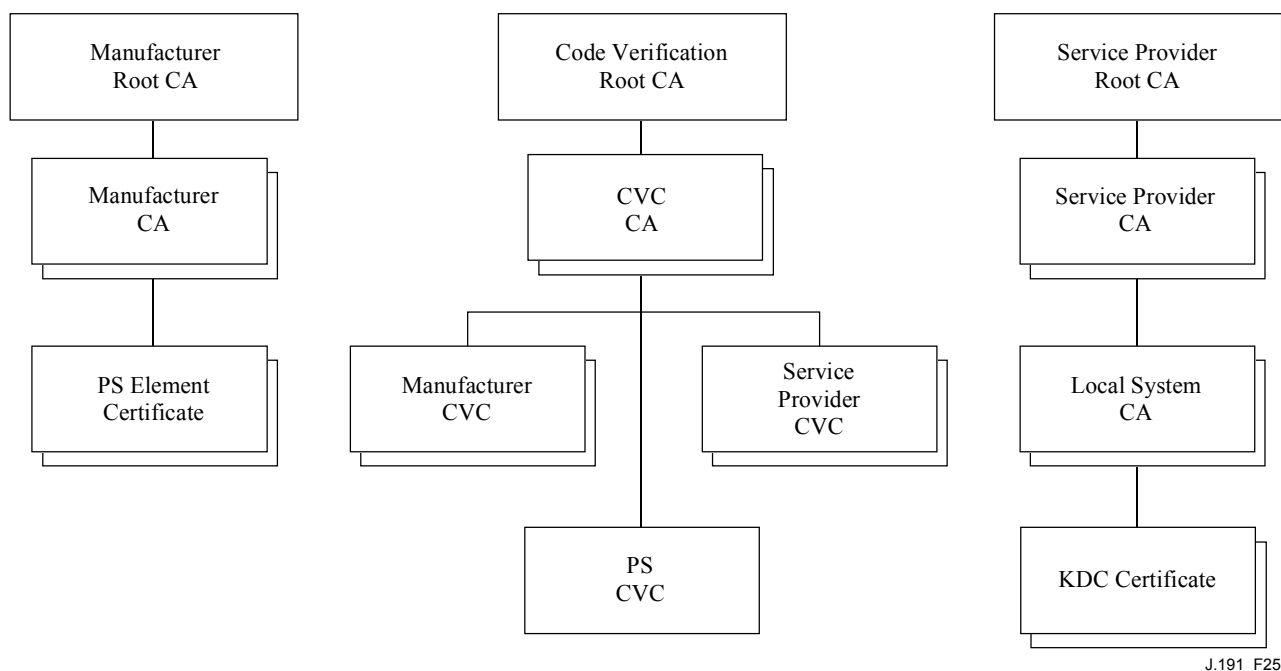 Manufacturer
Root CA
Code Verification
Root CA
Service Provider
Root CA
Manufacturer
CA
CVC
CA
Service Provider
CA
PS Element
Certificate
Manufacturer
CVC
Service
Provider
CVC
Local System
CA
PS
CVC
KDC Certificate
J.191_F25